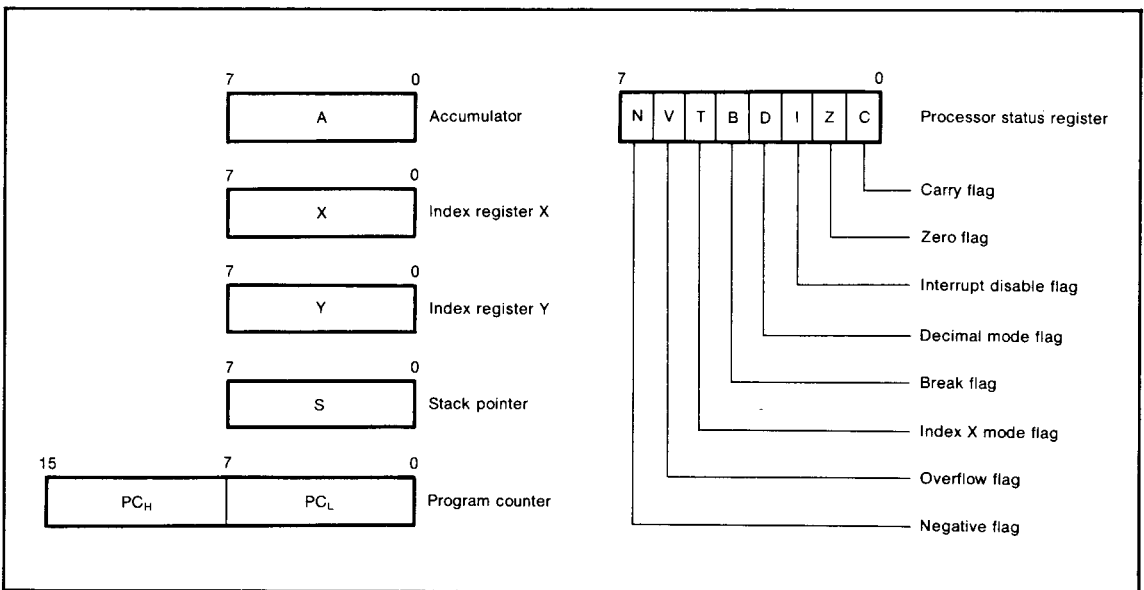 7 0
A Accumulator
7 0
X Index register X
7 0
Y Index register Y
7 0
S Stack pointer
15 7 0
PCH PCL Program counter
7 0
N V T B D I Z C Processor status register
Carry flag
Zero flag
Interrupt disable flag
Decimal mode flag
Break flag
Index X mode flag
Overflow flag
Negative flag